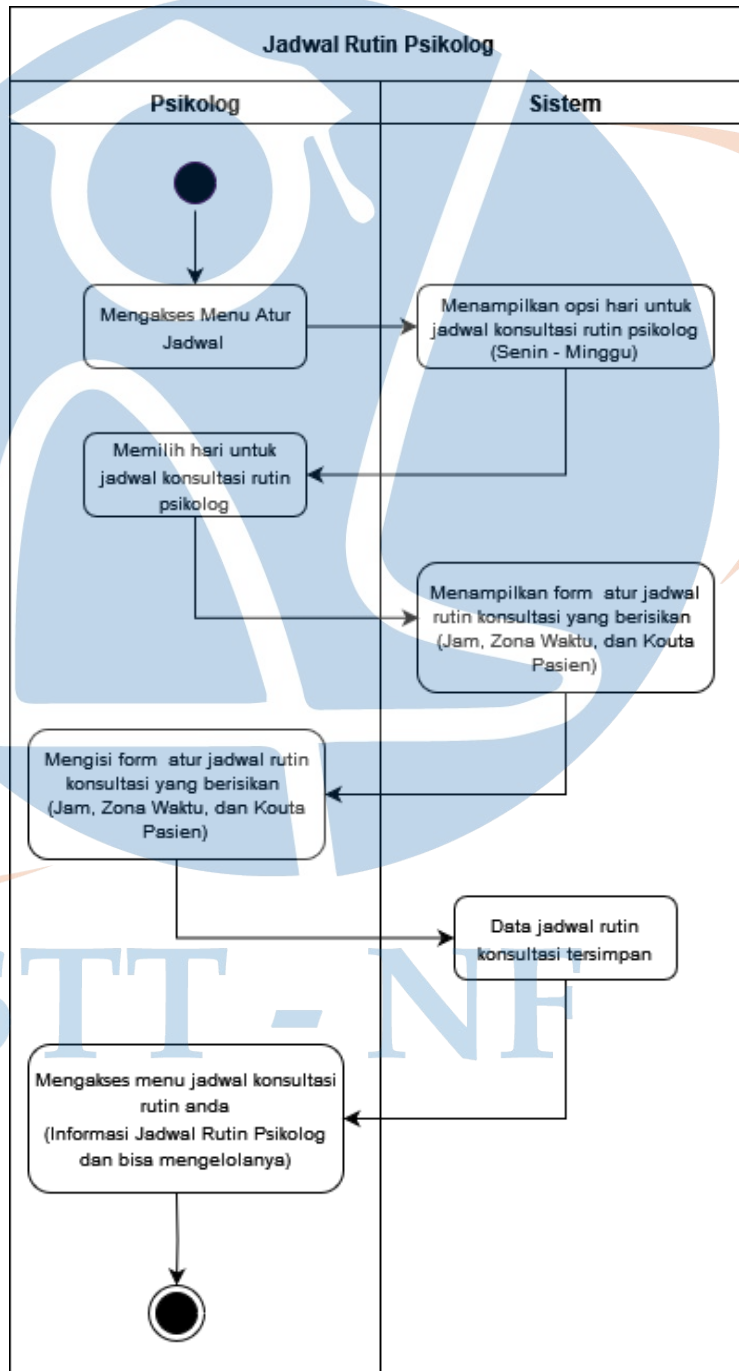 Jadwal Rutin Psikolog
Psikolog
Sistem
Mengakses Menu Atur
Jadwal
Menampilkan opsi hari untuk
jadwal konsultasi rutin psikolog
(Senin - Minggu)
Memilih hari untuk
jadwal konsultasi rutin
psikolog
Menampilkan form atur jadwal
rutin konsultasi yang berisikan
(Jam, Zona Waktu, dan Kouta
Pasien)
Mengisi form atur jadwal rutin
konsultasi yang berisikan
(Jam, Zona Waktu, dan Kouta
Pasien)
Data jadwal rutin
konsultasi tersimpan
STT - NF
Mengakses menu jadwal konsultasi
rutin anda
(Informasi Jadwal Rutin Psikolog
dan bisa mengelolanya)